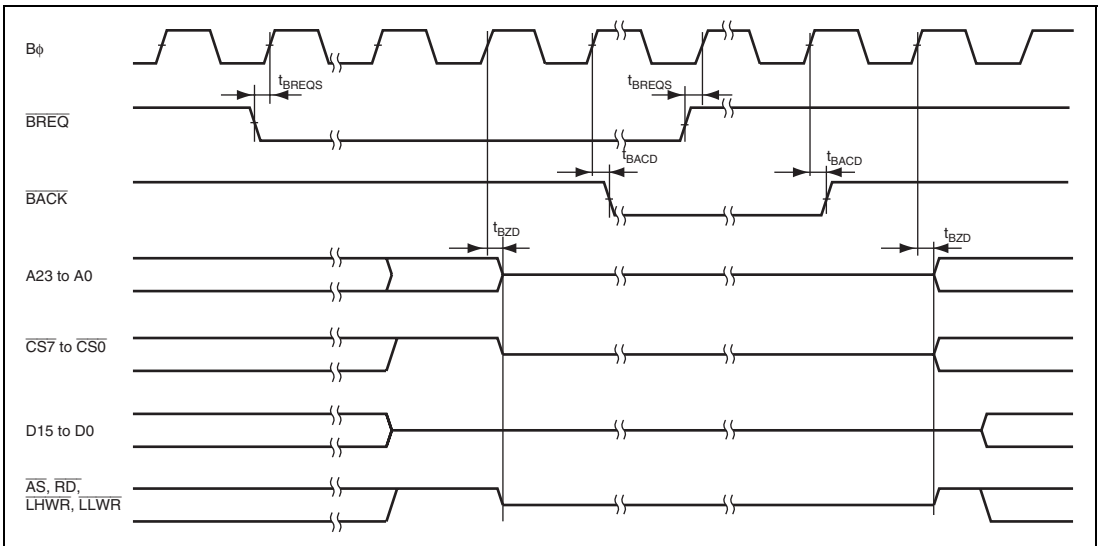 Bϕ
tBREQS
tBREQS
BREQ
tBACD
tBACD
BACK
tBZD
tBZD
A23 to A0
CS7 to CS0
D15 to D0
AS, RD,
LHWR, LLWR